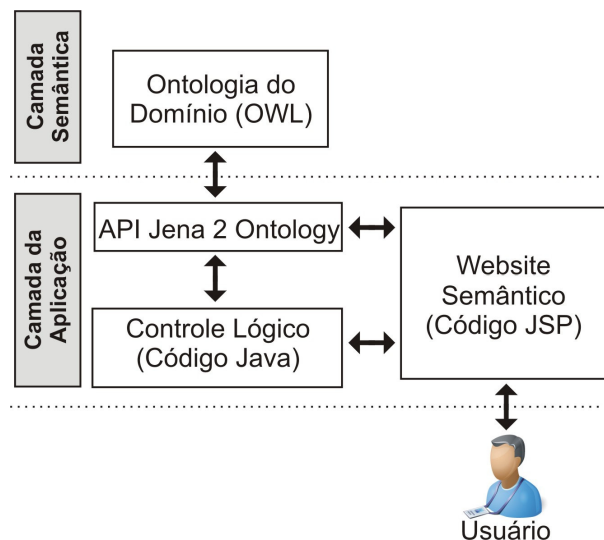 Camada
Semântica
Ontologia do
Domínio (OWL)
Camada da
Aplicação
API Jena 2 Ontology
Controle Lógico
(Código Java)
Website
Semântico
(Código JSP)
Usuário